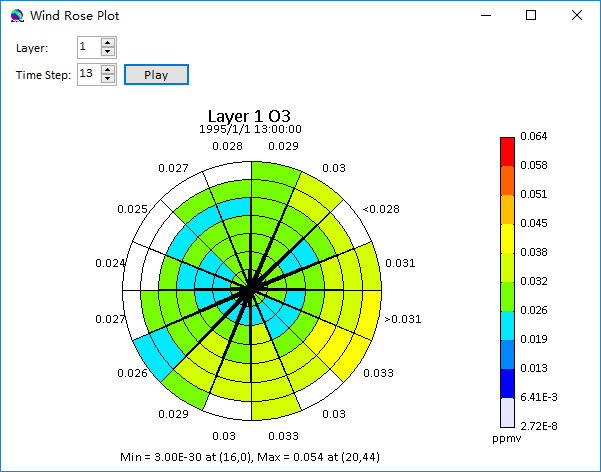 Wind Rose Plot
Layer: 1
Time Step: 13 Play
Layer 1 O3
1995/1/1 13:00:00
0.028 0.029
0.027 0.03
0.025 <0.028
0.024 0.031
0.027 >0.031
0.026 0.033
0.029 0.03
0.03 0.033
Min = 3.00E-30 at (16,0), Max = 0.054 at (20,44)
0.064
0.058
0.051
0.045
0.038
0.032
0.026
0.019
0.013
6.41E-3
2.72E-8
ppmv